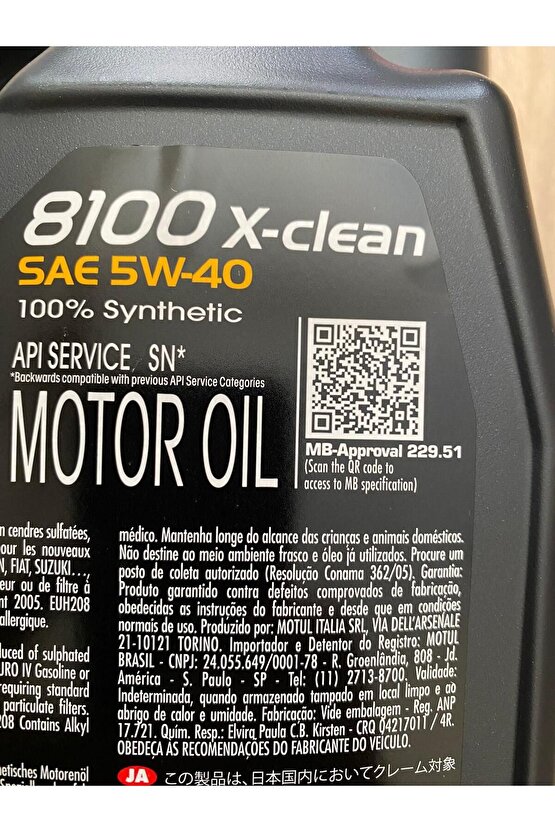 8100 X-clean
SAE 5W-40
100% Synthetic
API SERVICE SN*
*Backwards compatible with previous API Service Categories
MOTOR OIL
MB-Approval 229.51
(Scan the QR code to
access to MB specification)
n cendres sulfatées,
our les nouveaux
N, FIAT, SUZUKI...,
eur ou de filtre à
nt 2005. EUH208
allergique.
duced of sulphated
URO IV Gasoline or
requiring standard
particulate filters.
208 Contains Alkyl
netisches Motorenöl
médico. Mantenha longe do alcance das crianças e animais domésticos.
Não destine ao meio ambiente frasco e óleo já utilizados. Procure um
posto de coleta autorizado (Resolução Conama 362/05). Garantia:
Produto garantido contra defeitos comprovados de fabricação,
obedecidas as instruções do fabricante e desde que em condições
normais de uso. Produzido por: MOTUL ITALIA SRL, VIA DELL'ARSENALE
21-10121 TORINO. Importador e Detentor do Registro: MOTUL
BRASIL - CNPJ: 24.055.649/0001-78 - R. Groenlândia, 808 - Jd.
América - S. Paulo - SP - Tel: (11) 2713-8700. Validade:
Indeterminada, quando armazenado tampado em local limpo e ao
abrigo de calor e umidade. Fabricação: Vide embalagem - Reg. ANP
17.721. Quím. Resp.: Elvira Paula C.B. Kirsten - CRQ 04217011 / 4R.
OBEDEÇA ÀS RECOMENDAÇÕES DO FABRICANTE DO VEÍCULO.
JA この製品は、日本国内においてクレーム対象